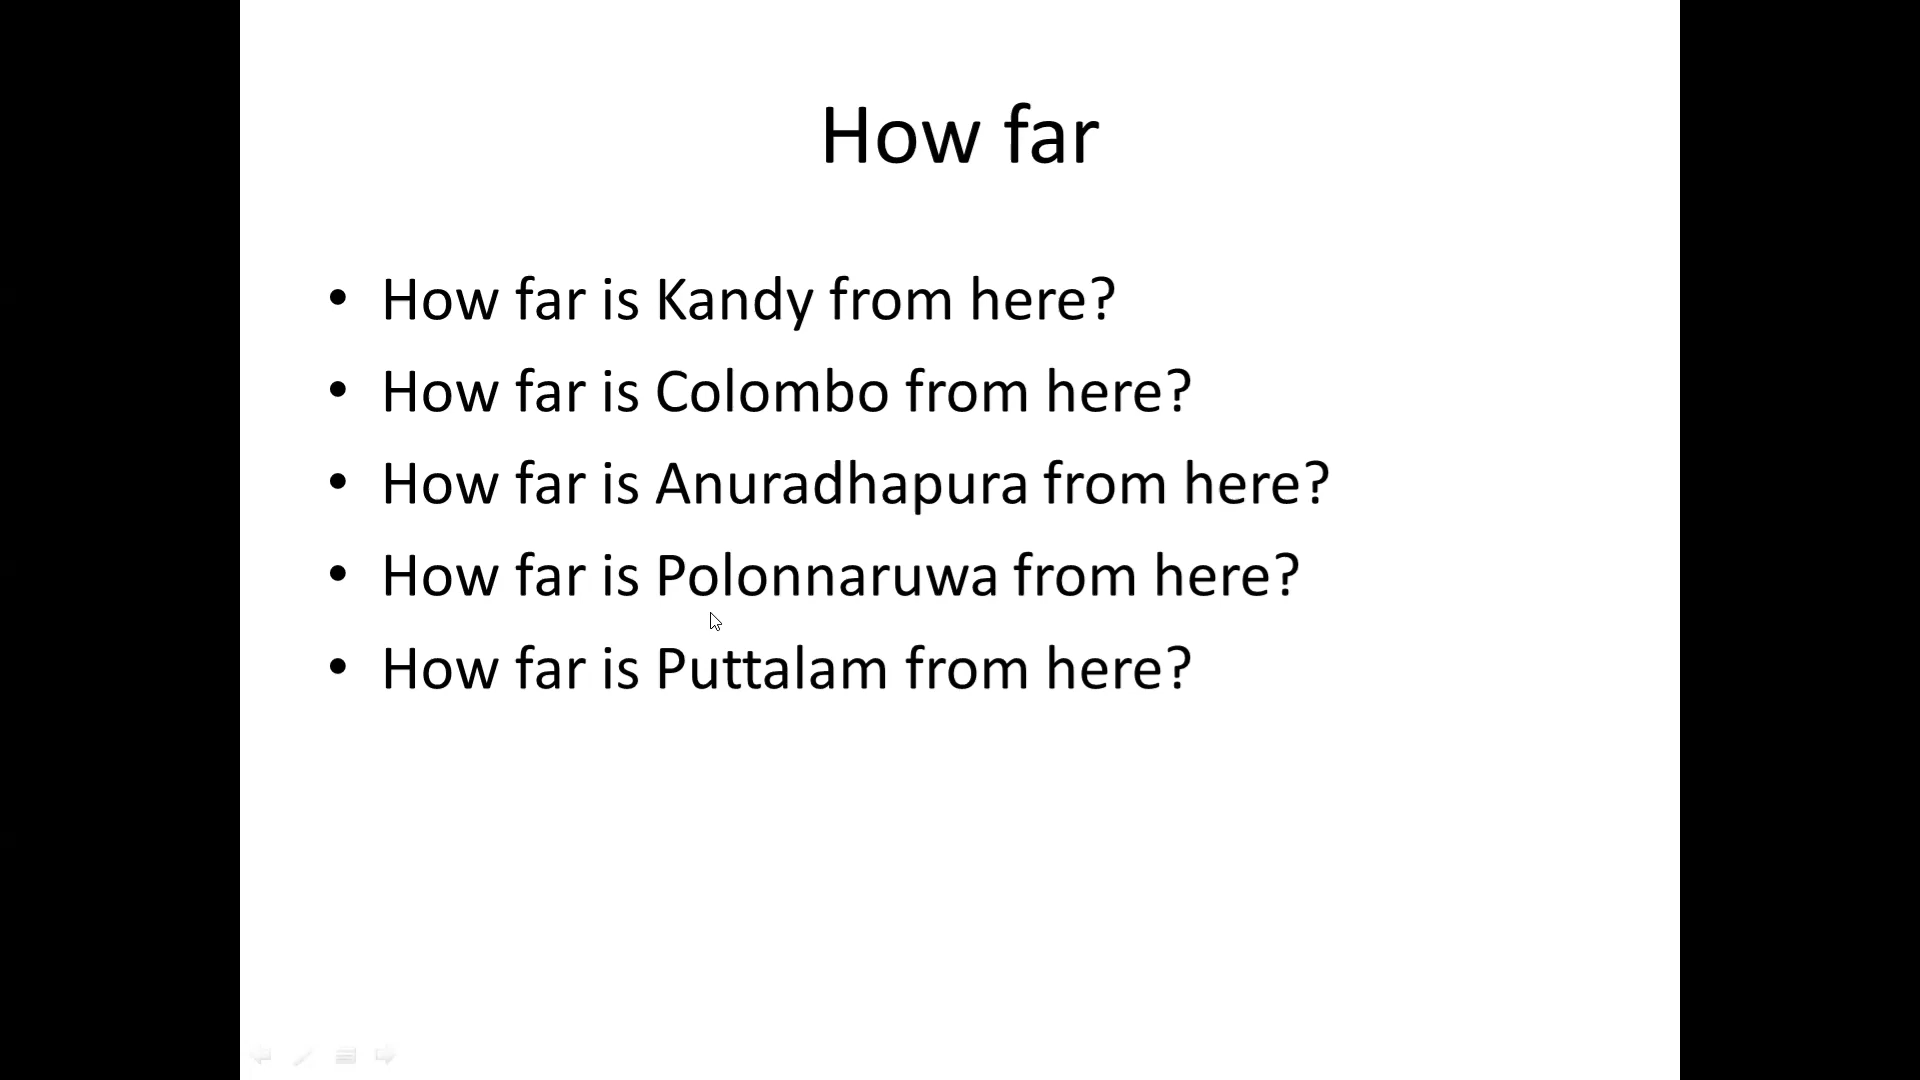 How far
• How far is Kandy from here?
• How far is Colombo from here?
• How far is Anuradhapura from here?
• How far is Polonnaruwa from here?
• How far is Puttalam from here?